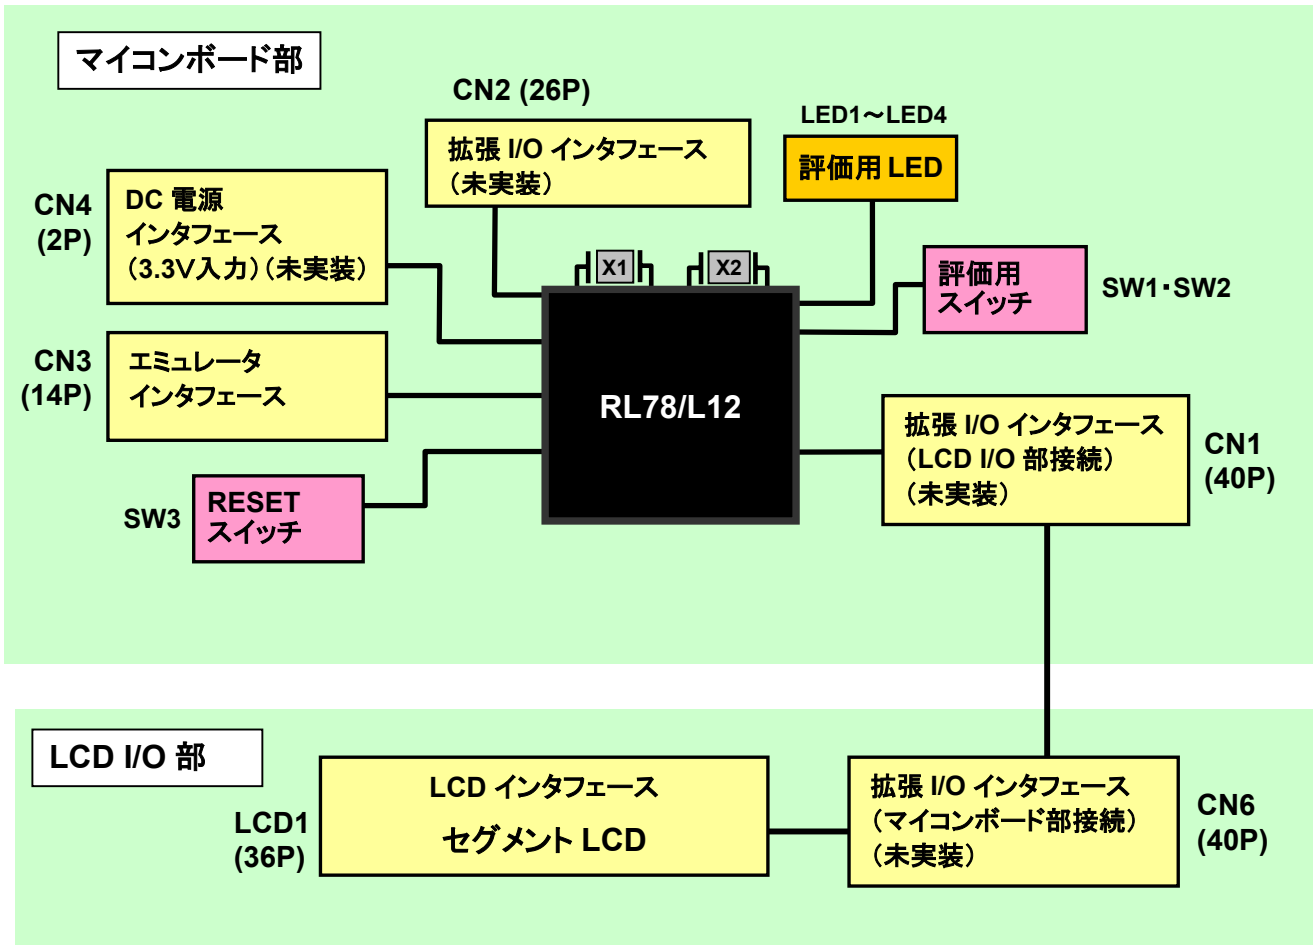 マイコンボード部
CN2 (26P)
拡張 I/O インタフェース
（未実装）
LED1～LED4
評価用 LED
CN4
(2P)
DC 電源
インタフェース
（3.3V入力）（未実装）
X1
X2
評価用
スイッチ
SW1・SW2
CN3
(14P)
エミュレータ
インタフェース
RL78/L12
拡張 I/O インタフェース
（LCD I/O 部接続）
（未実装）
CN1
(40P)
SW3
RESET
スイッチ
LCD I/O 部
LCD1
(36P)
LCD インタフェース
セグメント LCD
拡張 I/O インタフェース
（マイコンボード部接続）
（未実装）
CN6
(40P)